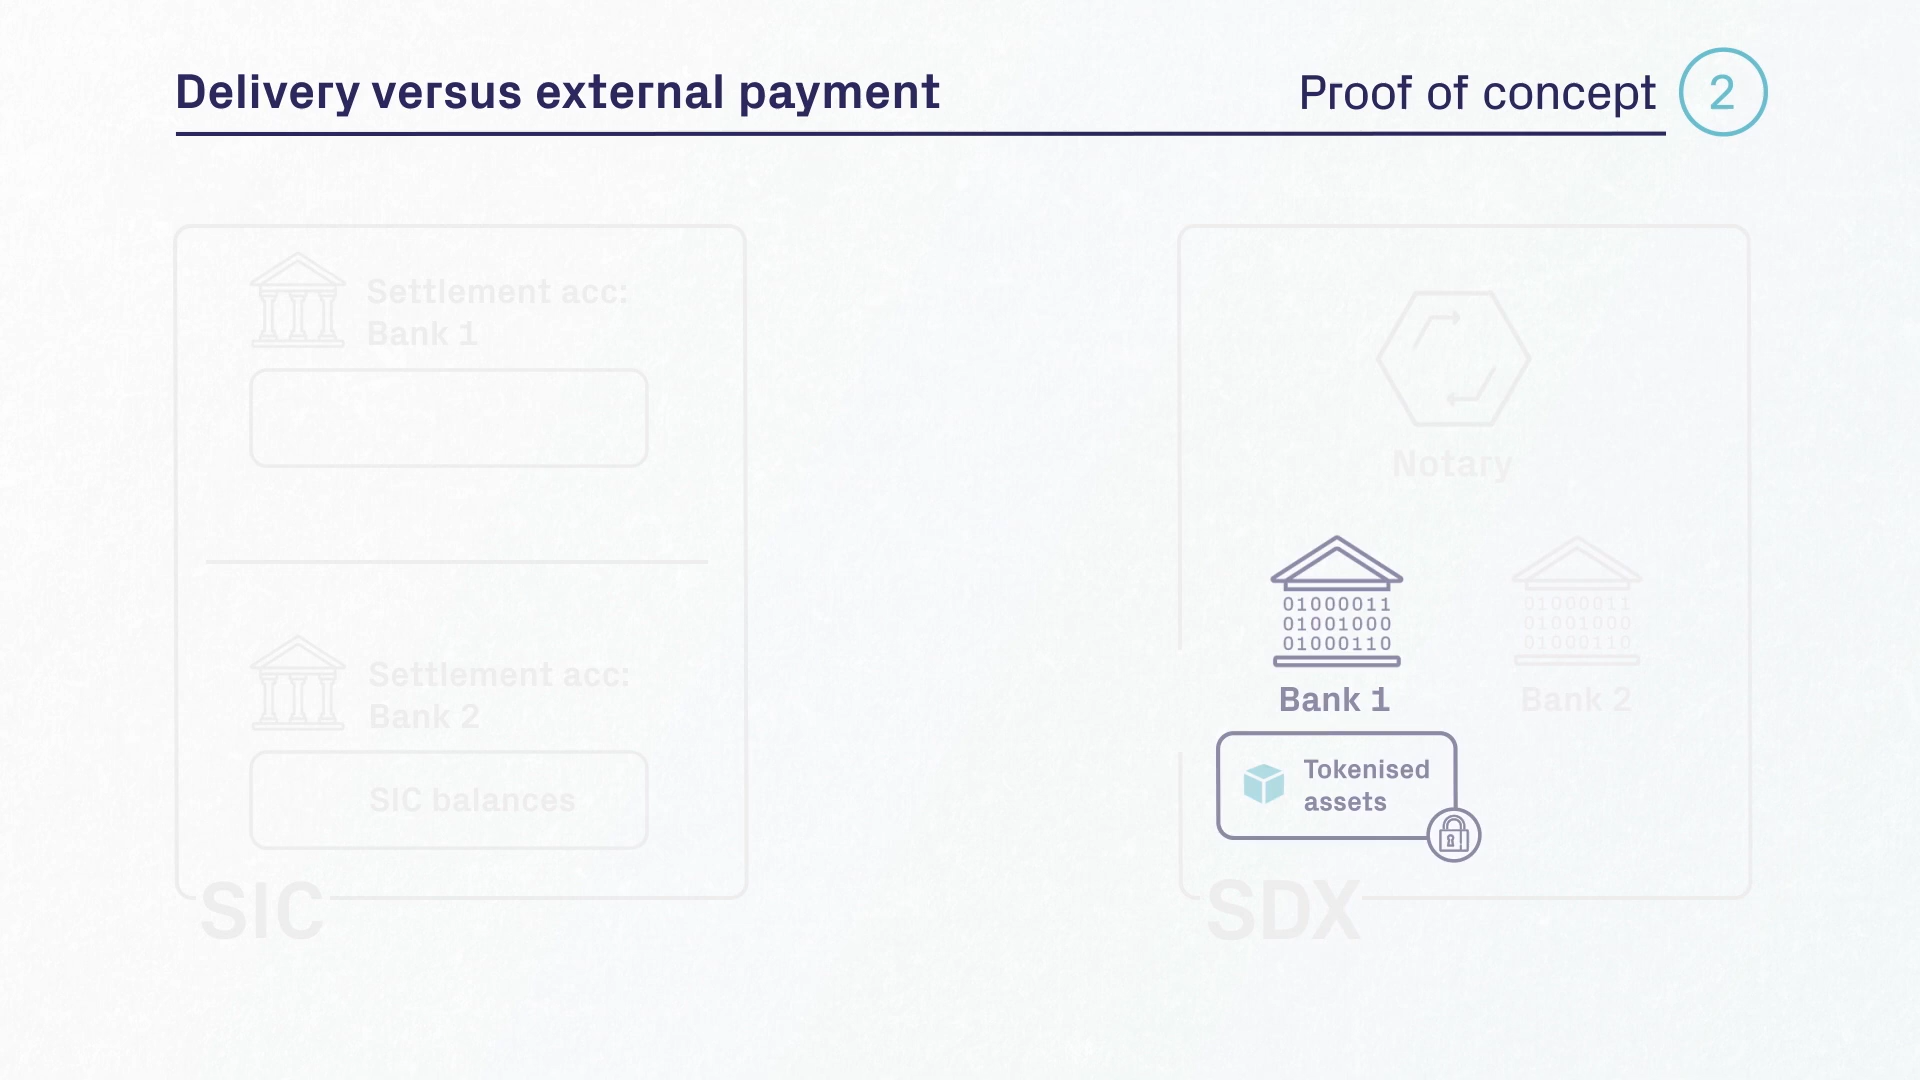 Delivery versus external payment
Proof of concept 2
Settlement acc:
Bank 1
Settlement acc:
Bank 2
SIC balances
SIC
Notary
01000011
01001000
01000110
Bank 1
01000011
01001000
01000110
Bank 2
Tokenised
assets
SDX